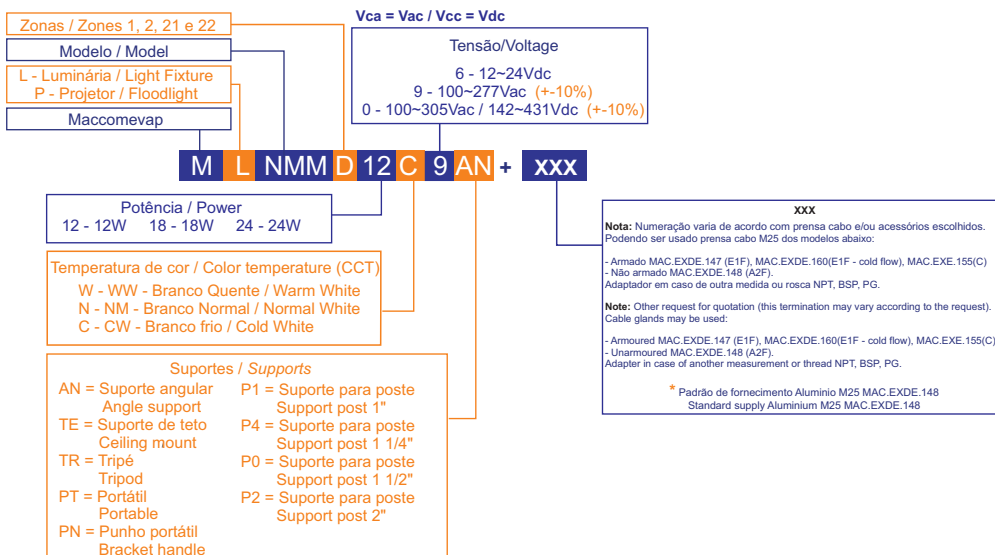 Vca = Vac / Vcc = Vdc
Zonas / Zones 1, 2, 21 e 22
Modelo / Model
L - Luminária / Light Fixture
P - Projetor / Floodlight
Maccomevap
Tensão/Voltage
6 - 12~24Vdc
9 - 100~277Vac (+-10%)
0 - 100~305Vac / 142~431Vdc (+-10%)
M L NMM D 12 C 9 AN + xxx
Potência / Power
12 - 12W 18 - 18W 24 - 24W
Temperatura de cor / Color temperature (CCT)
W - WW - Branco Quente / Warm White
N - NM - Branco Normal / Normal White
C - CW - Branco frio / Cold White
Suportes / Supports
AN = Suporte angular
Angle support
TE = Suporte de teto
Ceiling mount
TR = Tripé
Tripod
PT = Portátil
Portable
PN = Punho portátil
Bracket handle
P1 = Suporte para poste
Support post 1"
P4 = Suporte para poste
Support post 1 1/4"
P0 = Suporte para poste
Support post 1 1/2"
P2 = Suporte para poste
Support post 2"
XXX
Nota: Numeração varia de acordo com prensa cabo e/ou acessórios escolhidos.
Podendo ser usado prensa cabo M25 dos modelos abaixo:
- Armado MAC.EXDE.147 (E1F), MAC.EXDE.160(E1F - cold flow), MAC.EXE.155(C)
- Não armado MAC.EXDE.148 (A2F).
Adaptador em caso de outra medida ou rosca NPT, BSP, PG.
Note: Other request for quotation (this termination may vary according to the request).
Cable glands may be used:
- Armoured MAC.EXDE.147 (E1F), MAC.EXDE.160(E1F - cold flow), MAC.EXE.155(C)
- Unarmoured MAC.EXDE.148 (A2F).
Adapter in case of another measurement or thread NPT, BSP, PG.
* Padrão de fornecimento Aluminio M25 MAC.EXDE.148
Standard supply Aluminium M25 MAC.EXDE.148